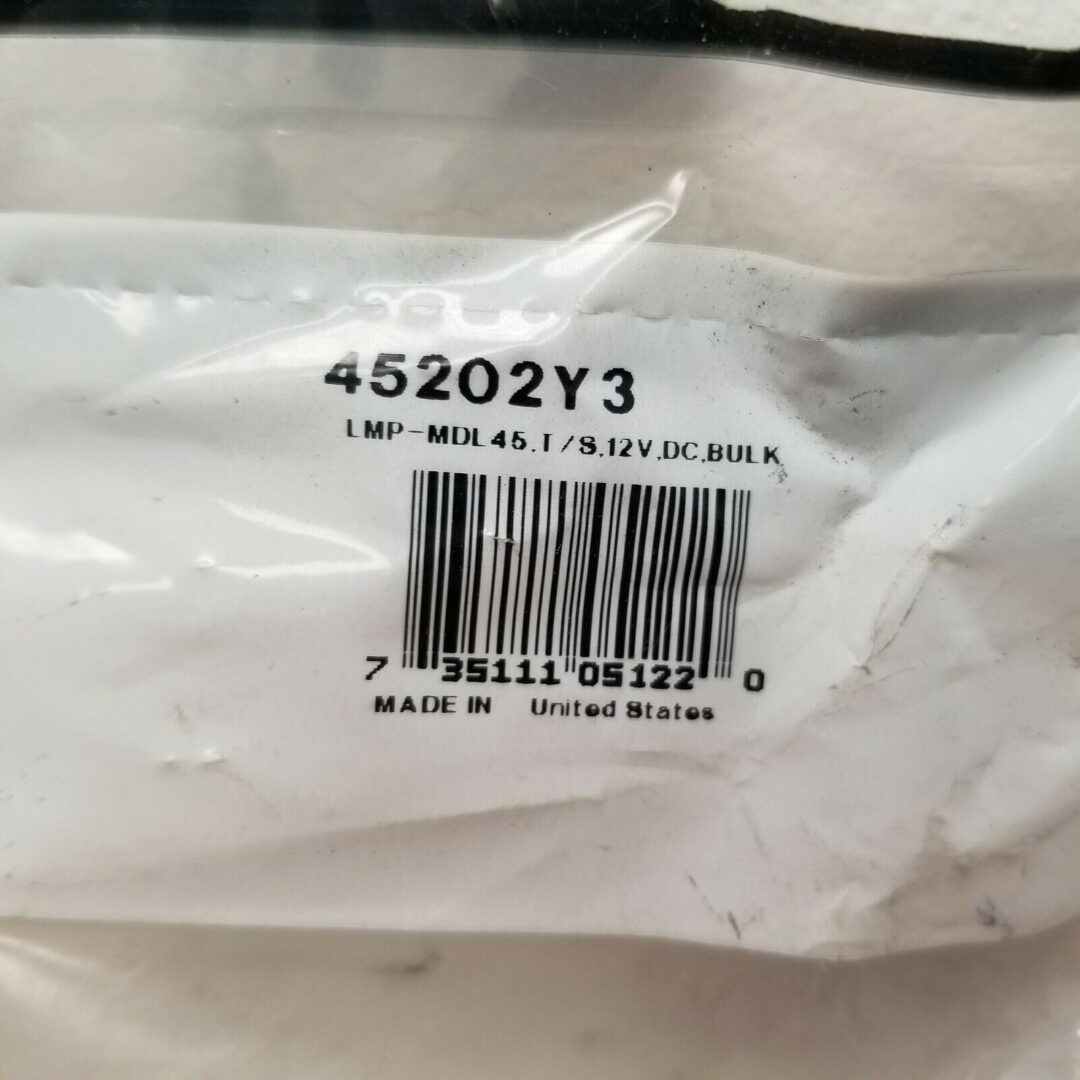 45202Y3
LMP-MDL45,T/S,12V,DC,BULK
7 35111 05122 0
MADE IN United States